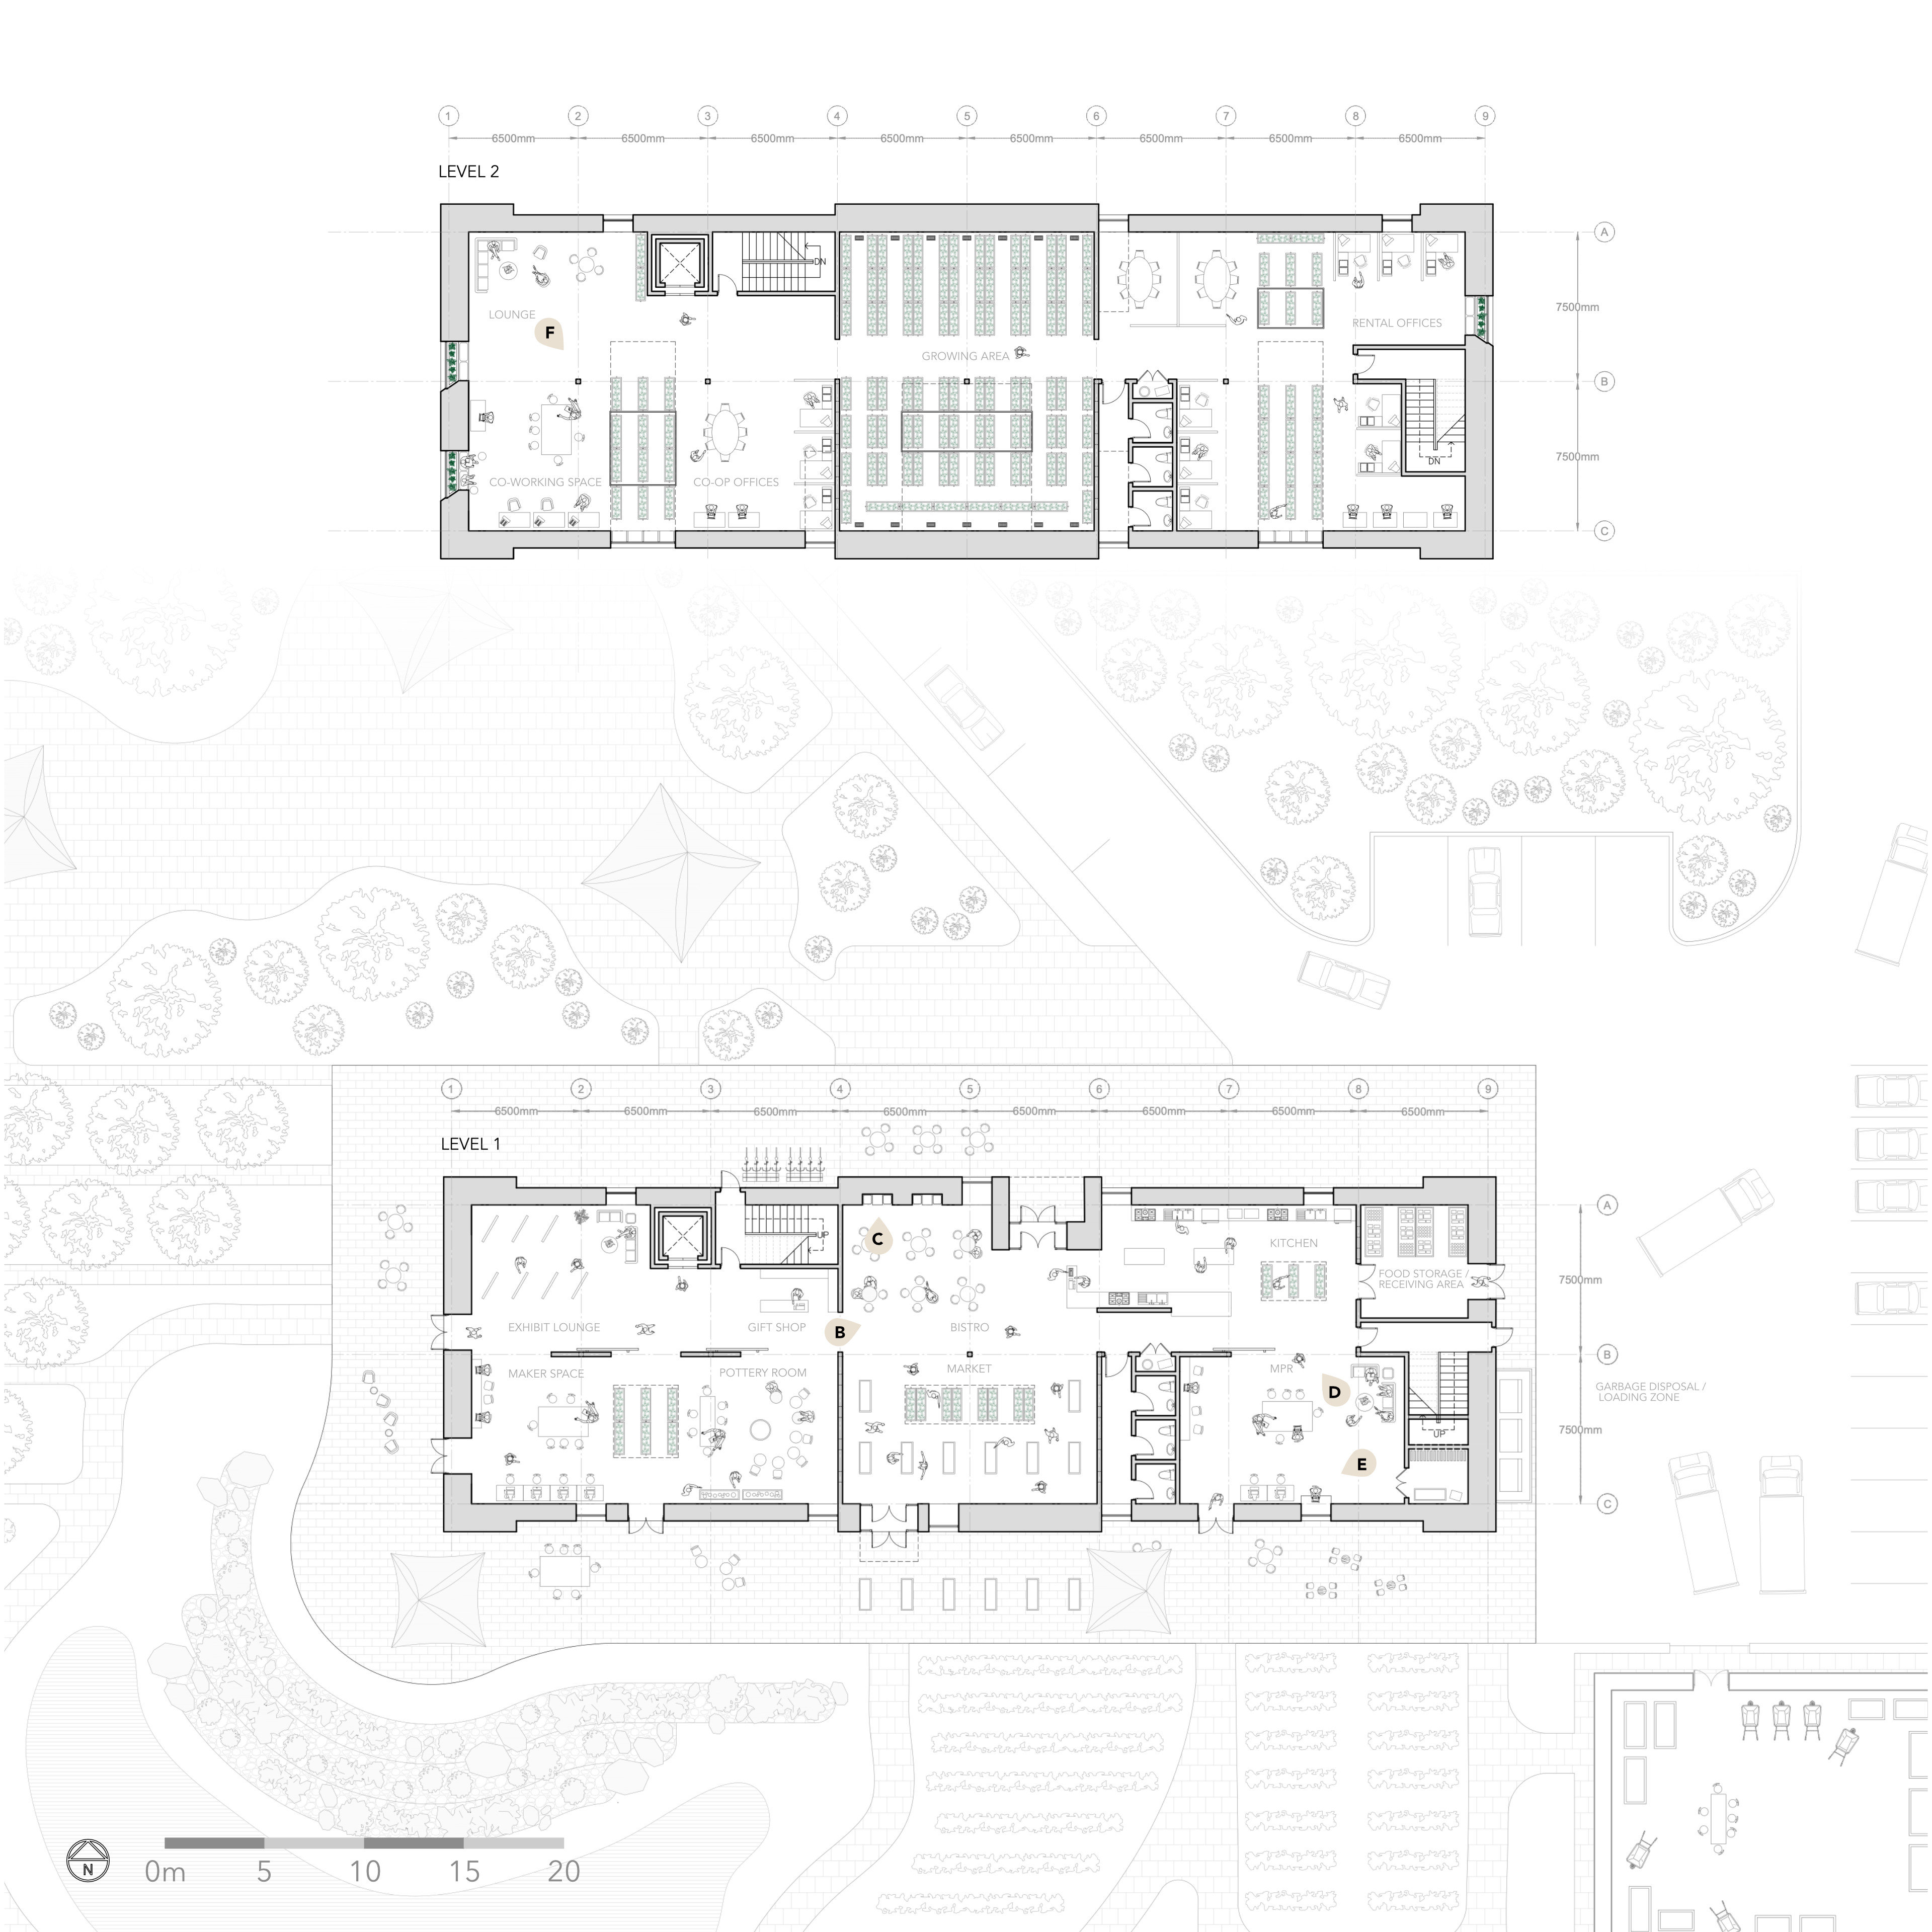 1 2 3 4 5 6 7 8 9
6500mm 6500mm 6500mm 6500mm 6500mm 6500mm 6500mm 6500mm
LEVEL 2
A
DN
7500mm
LOUNGE
RENTAL OFFICES
F
GROWING AREA
B
7500mm
DN
CO-WORKING SPACE
CO-OP OFFICES
C
1 2 3 4 5 6 7 8 9
6500mm 6500mm 6500mm 6500mm 6500mm 6500mm 6500mm 6500mm
LEVEL 1
A
UP
C
KITCHEN
FOOD STORAGE /
RECEIVING AREA
7500mm
EXHIBIT LOUNGE
GIFT SHOP
B
BISTRO
B
MAKER SPACE
POTTERY ROOM
MARKET
MPR
D
GARBAGE DISPOSAL /
LOADING ZONE
7500mm
UP
E
C
N
0m 5 10 15 20